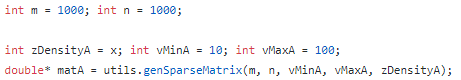 int m = 1000; int n = 1000;
int zDensityA = x; int vMinA = 10; int vMaxA = 100;
double* matA = utils.genSparseMatrix(m, n, vMinA, vMaxA, zDensityA);